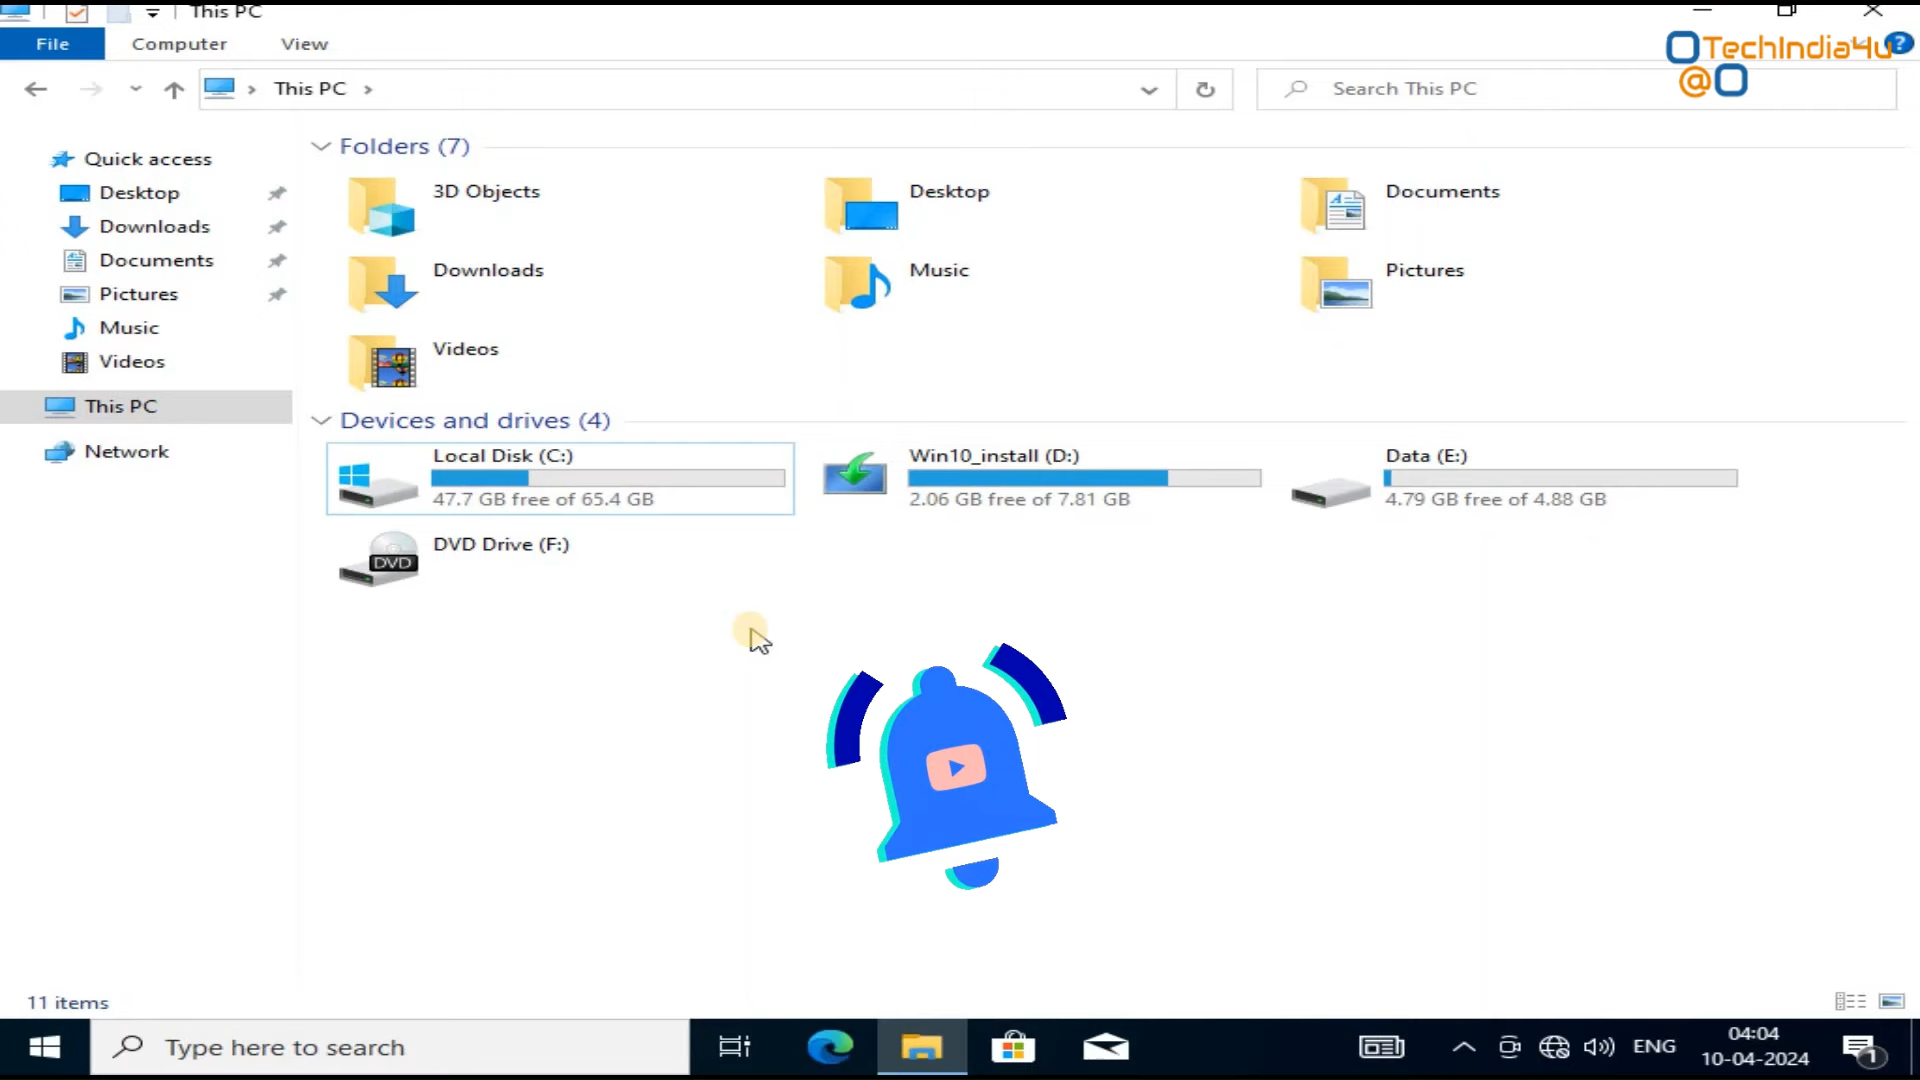 This PC
File Computer View
TechIndia4u
@
This PC
Search This PC
Quick access
Desktop
Downloads
Documents
Pictures
Music
Videos
This PC
Network
Folders (7)
3D Objects
Desktop
Documents
Downloads
Music
Pictures
Videos
Devices and drives (4)
Local Disk (C:)
47.7 GB free of 65.4 GB
Win10_install (D:)
2.06 GB free of 7.81 GB
Data (E:)
4.79 GB free of 4.88 GB
DVD
DVD Drive (F:)
11 items
Type here to search
ENG
04:04
10-04-2024
1